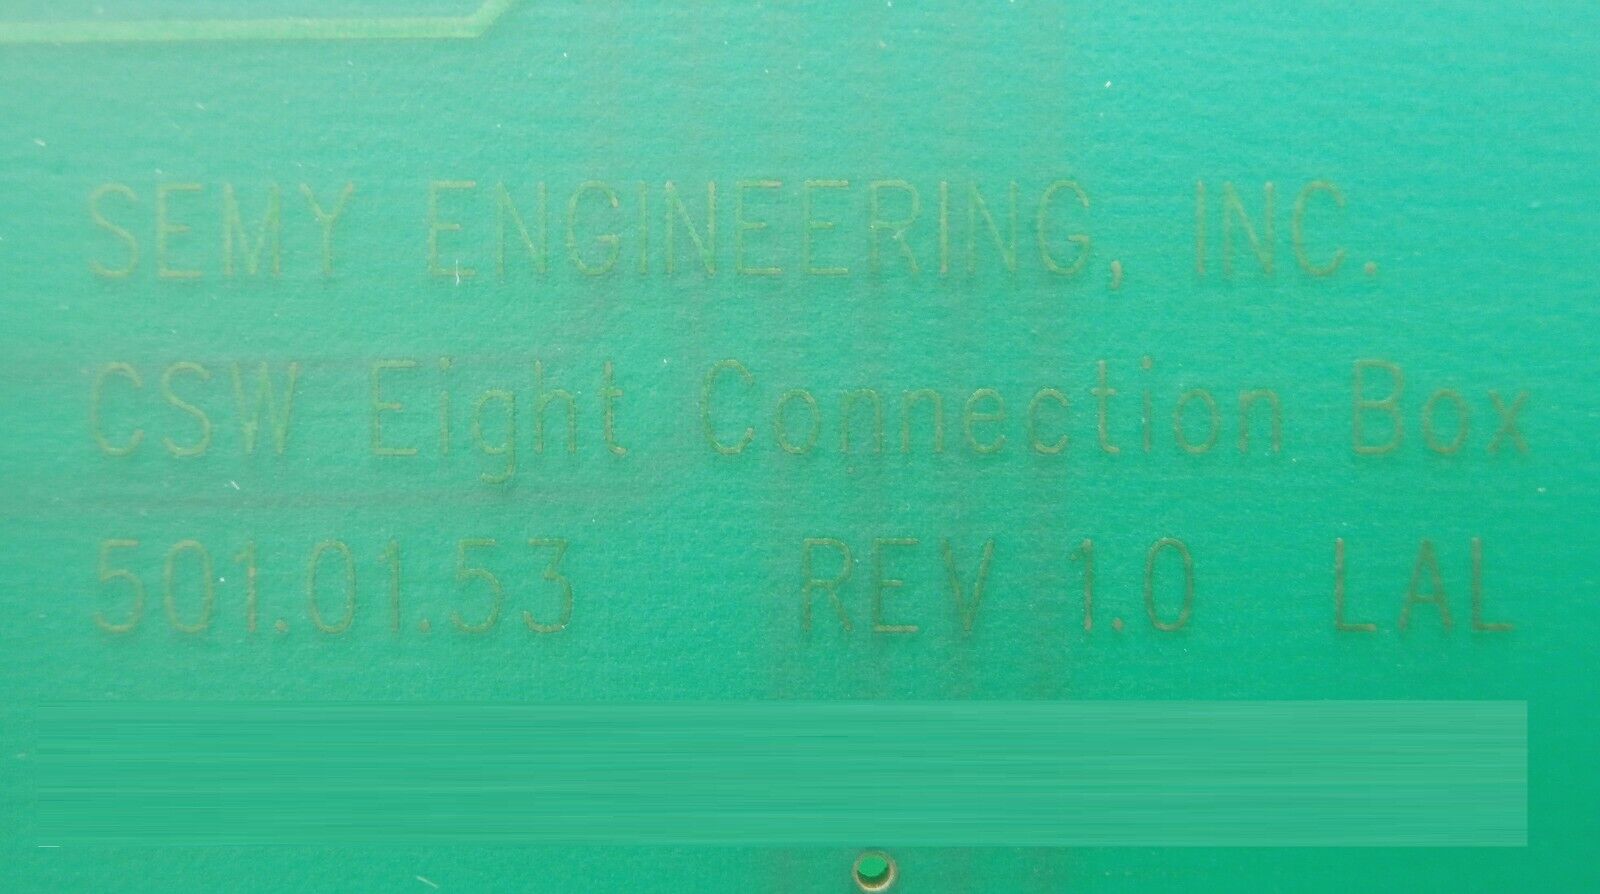 SEMY ENGINEERING, INC.
CSW Eight Connection Box
501.01.53 REV 1.0 LAL